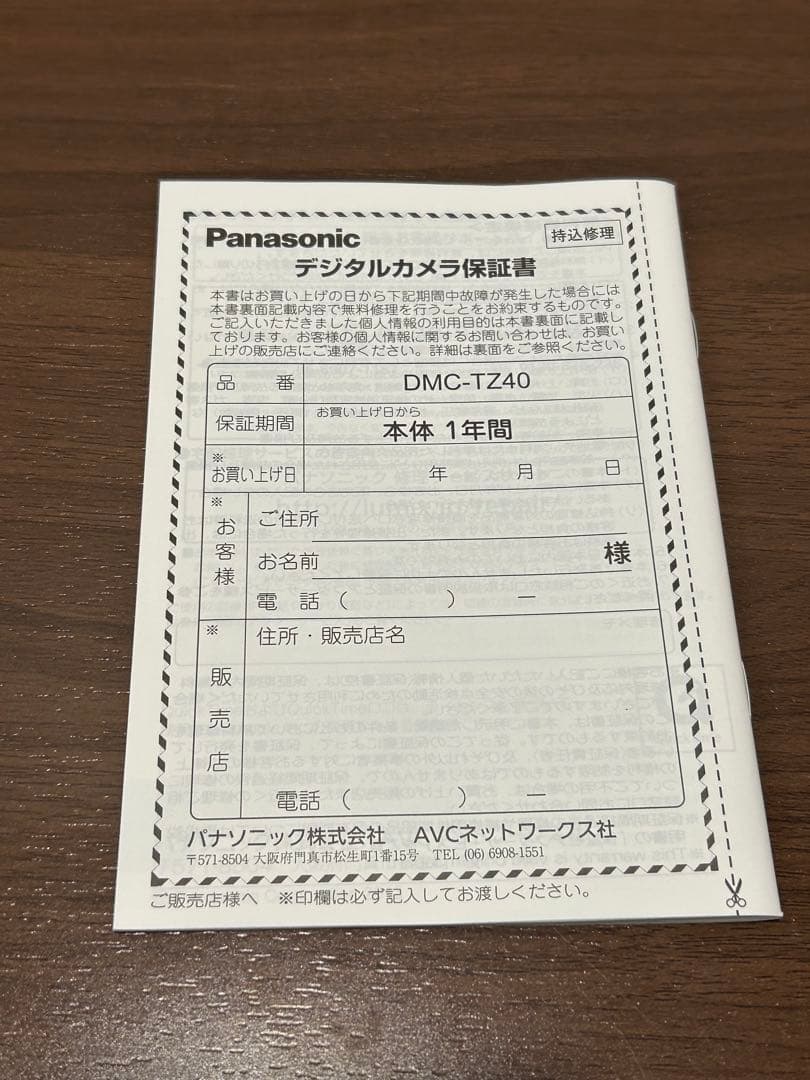 Panasonic
持込修理
デジタルカメラ保証書
本書はお買い上げの日から下記期間中故障が発生した場合には
本書裏面記載内容で無料修理を行うことをお約束するものです。
ご記入いただきました個人情報の利用目的は本書裏面に記載し
ております。お客様の個人情報に関するお問い合わせは、お買い
上げの販売店にご連絡ください。詳細は裏面をご参照ください。
品 番 DMC-TZ40
保証期間 お買い上げ日から
本体 1年間
※お買い上げ日 年 月 日
※お客様
ご住所
お名前 様
電 話 ( ) ー
※販売店
住所・販売店名
電話 ( ) ー
パナソニック株式会社 AVCネットワークス社
〒571-8504 大阪府門真市松生町1番15号 TEL (06) 6908-1551
ご販売店様へ ※印欄は必ず記入してお渡しください。